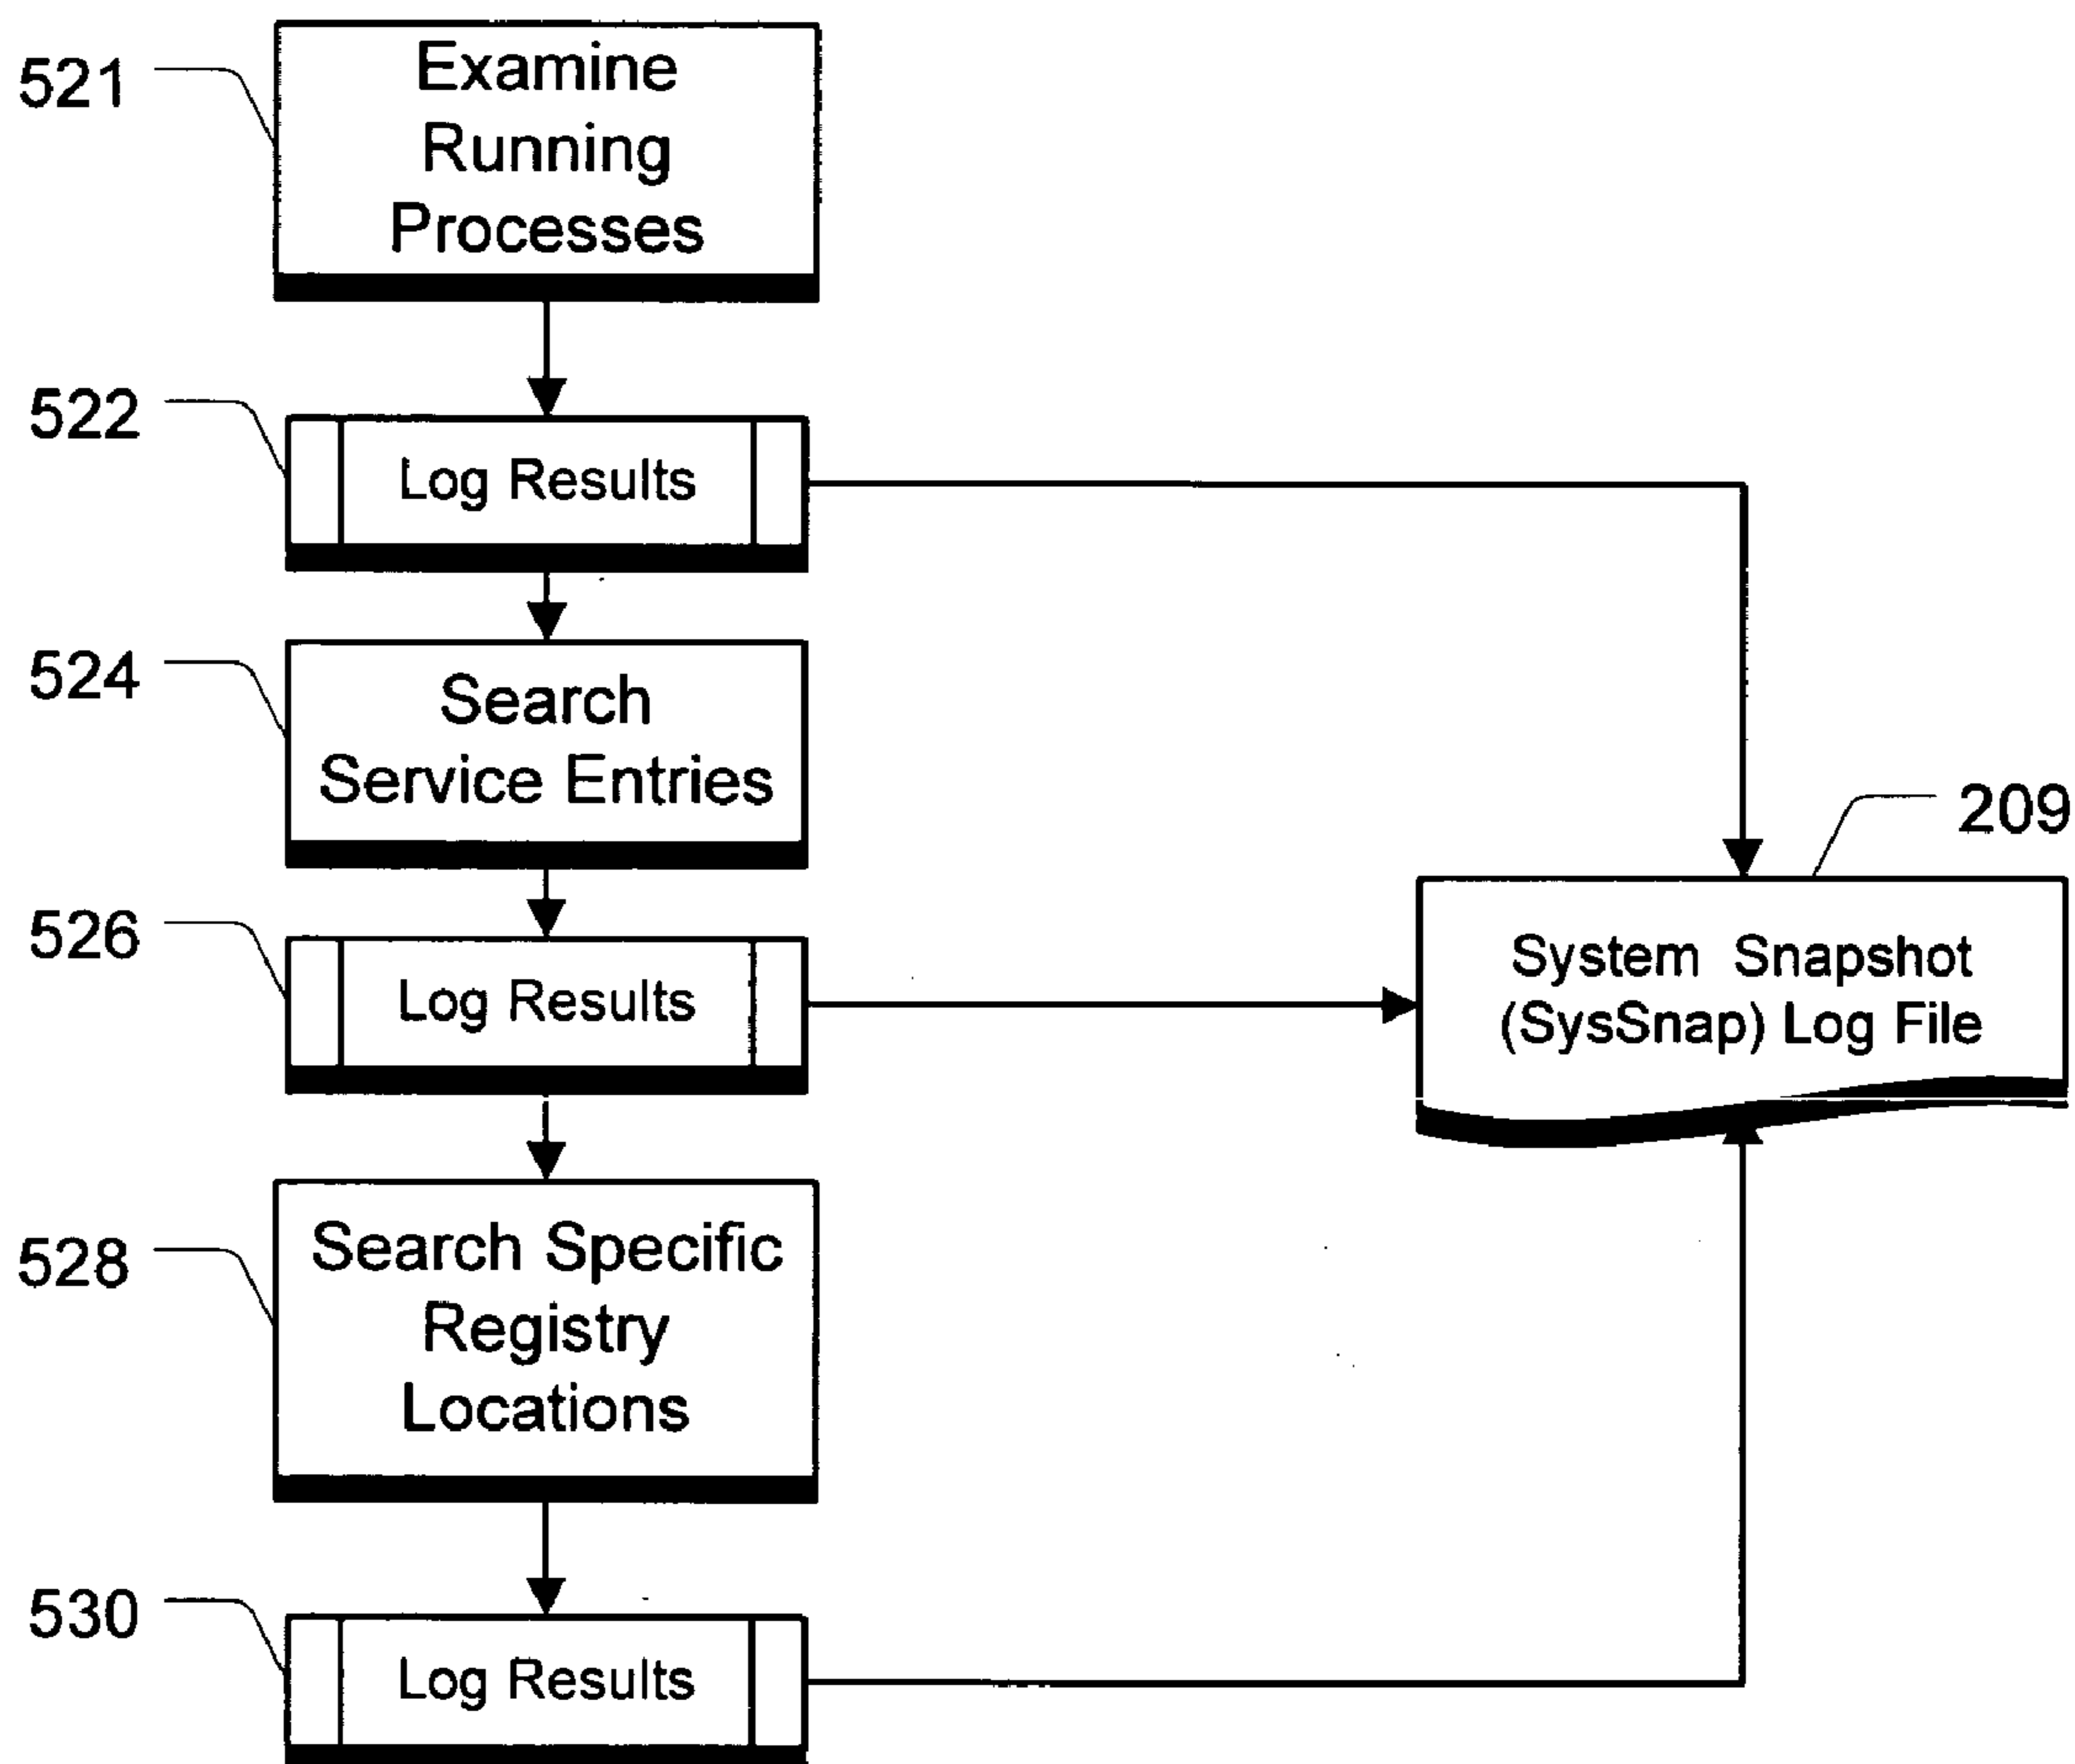 521
Examine
Running
Processes
522
Log Results
524
Search
Service Entries
209
526
Log Results
System Snapshot
(SysSnap) Log File
528
Search Specific
Registry
Locations
530
Log Results